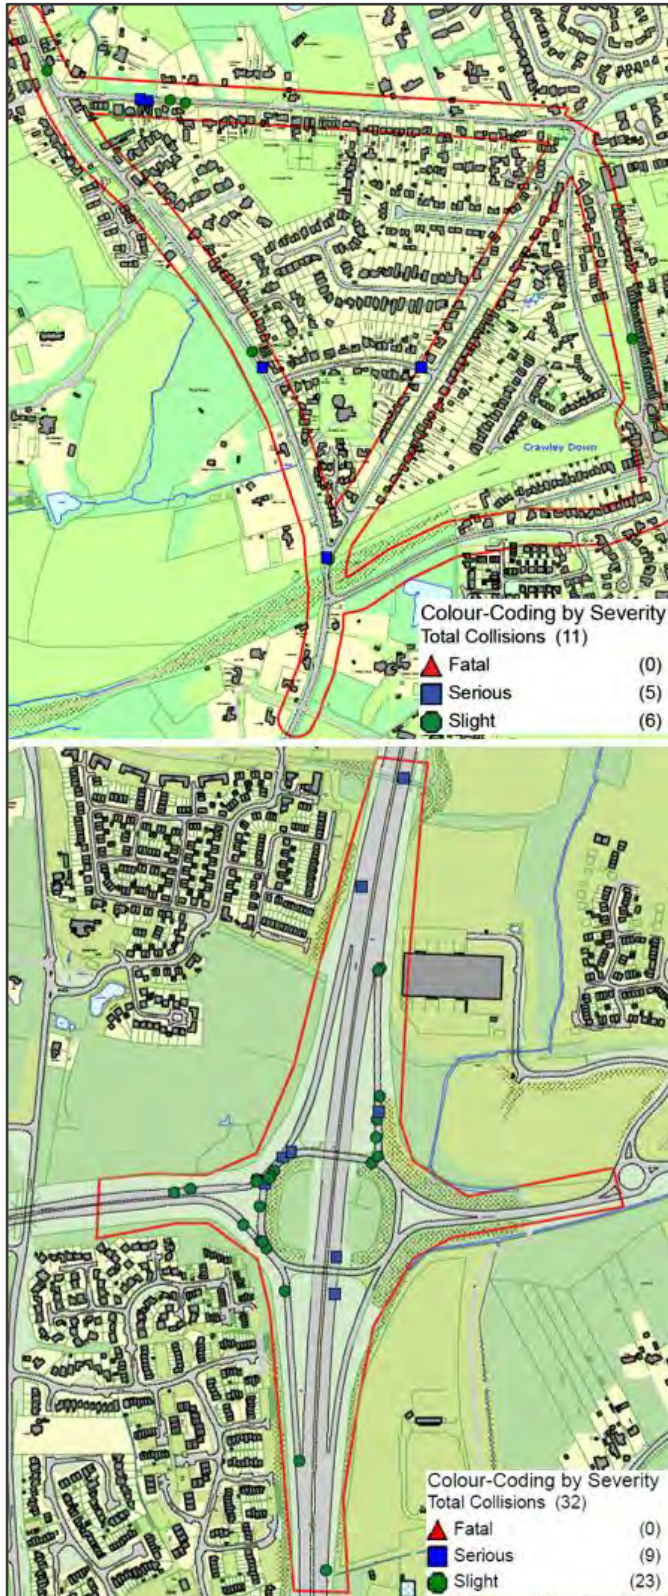 Crawley Down
Colour-Coding by Severity
Total Collisions (11)
Fatal (0)
Serious (5)
Slight (6)
Colour-Coding by Severity
Total Collisions (32)
Fatal (0)
Serious (9)
Slight (23)